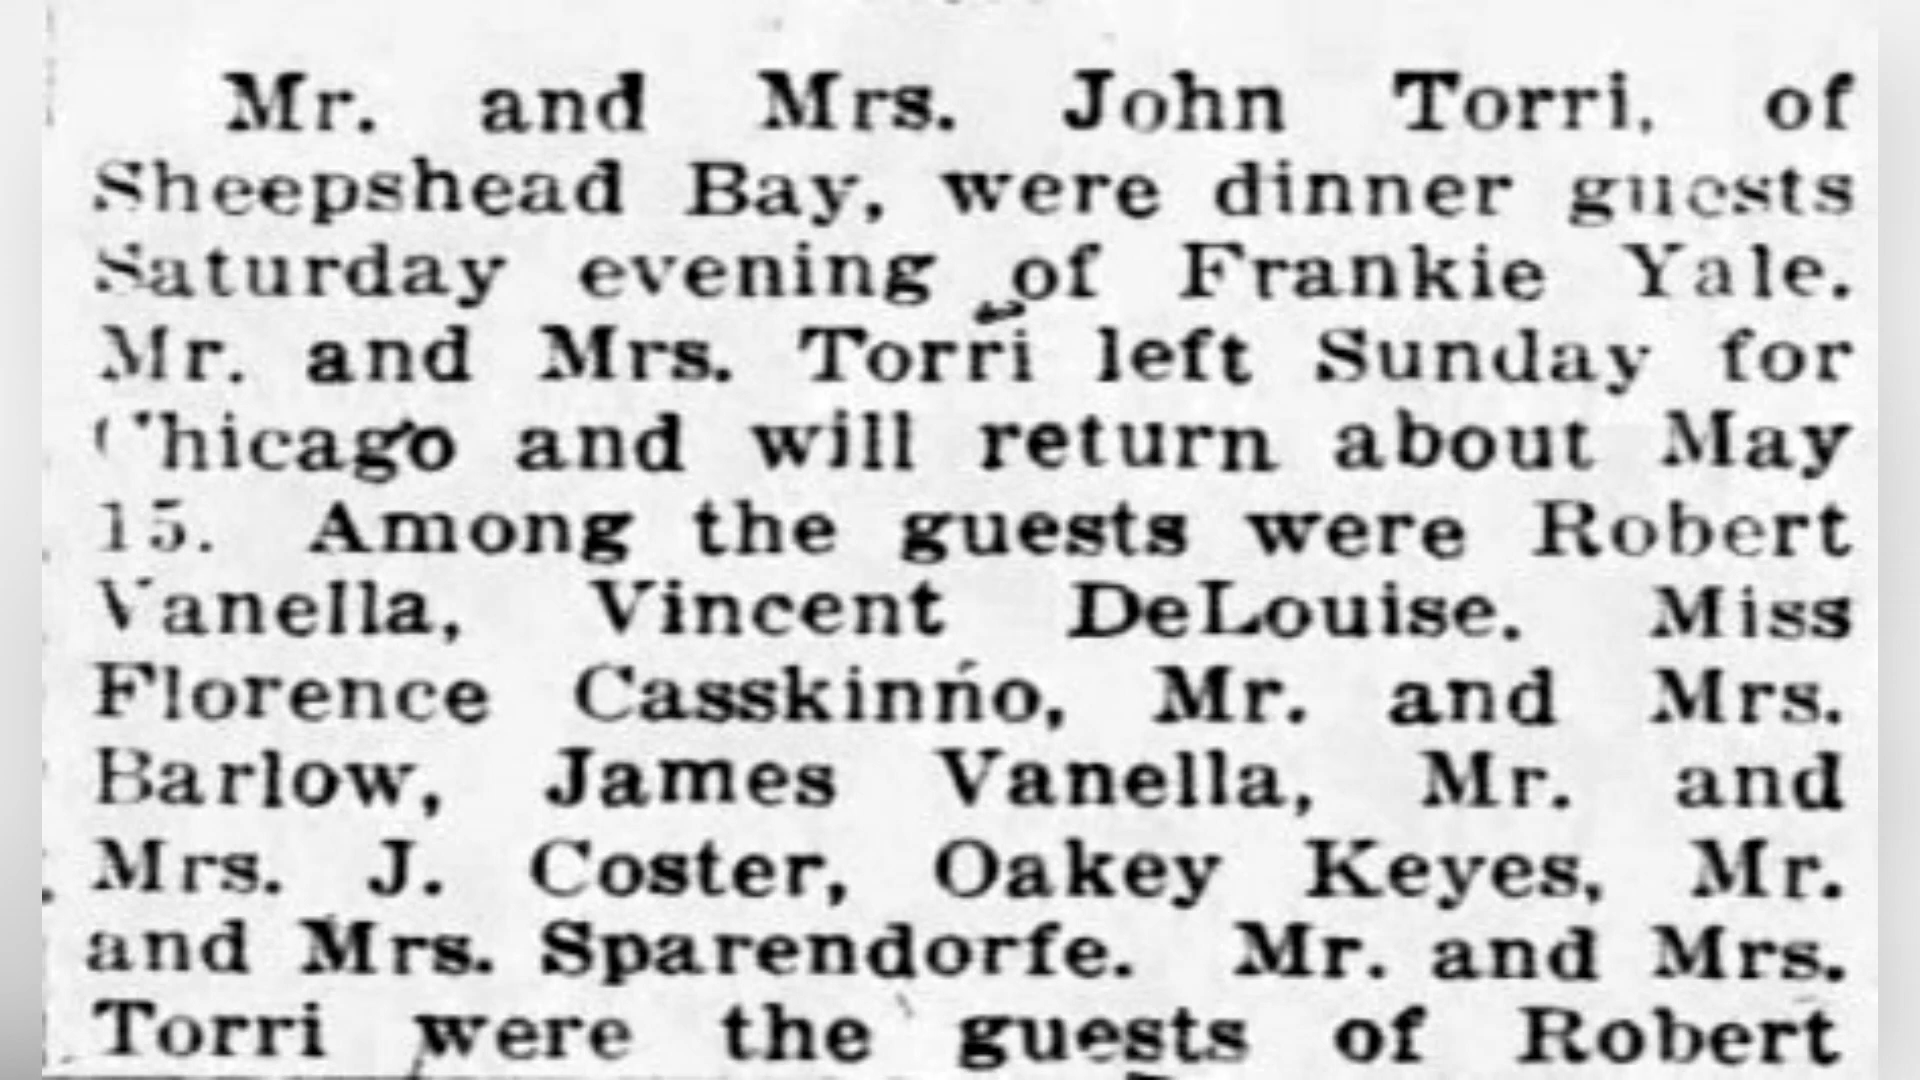 Mr. and Mrs. John Torri, of
Sheepshead Bay, were dinner guests
Saturday evening of Frankie Yale.
Mr. and Mrs. Torri left Sunday for
Chicago and will return about May
15. Among the guests were Robert
Vanella, Vincent DeLouise. Miss
Florence Casskinno, Mr. and Mrs.
Barlow, James Vanella, Mr. and
Mrs. J. Coster, Oakey Keyes, Mr.
and Mrs. Sparendorfe. Mr. and Mrs.
Torri were the guests of Robert